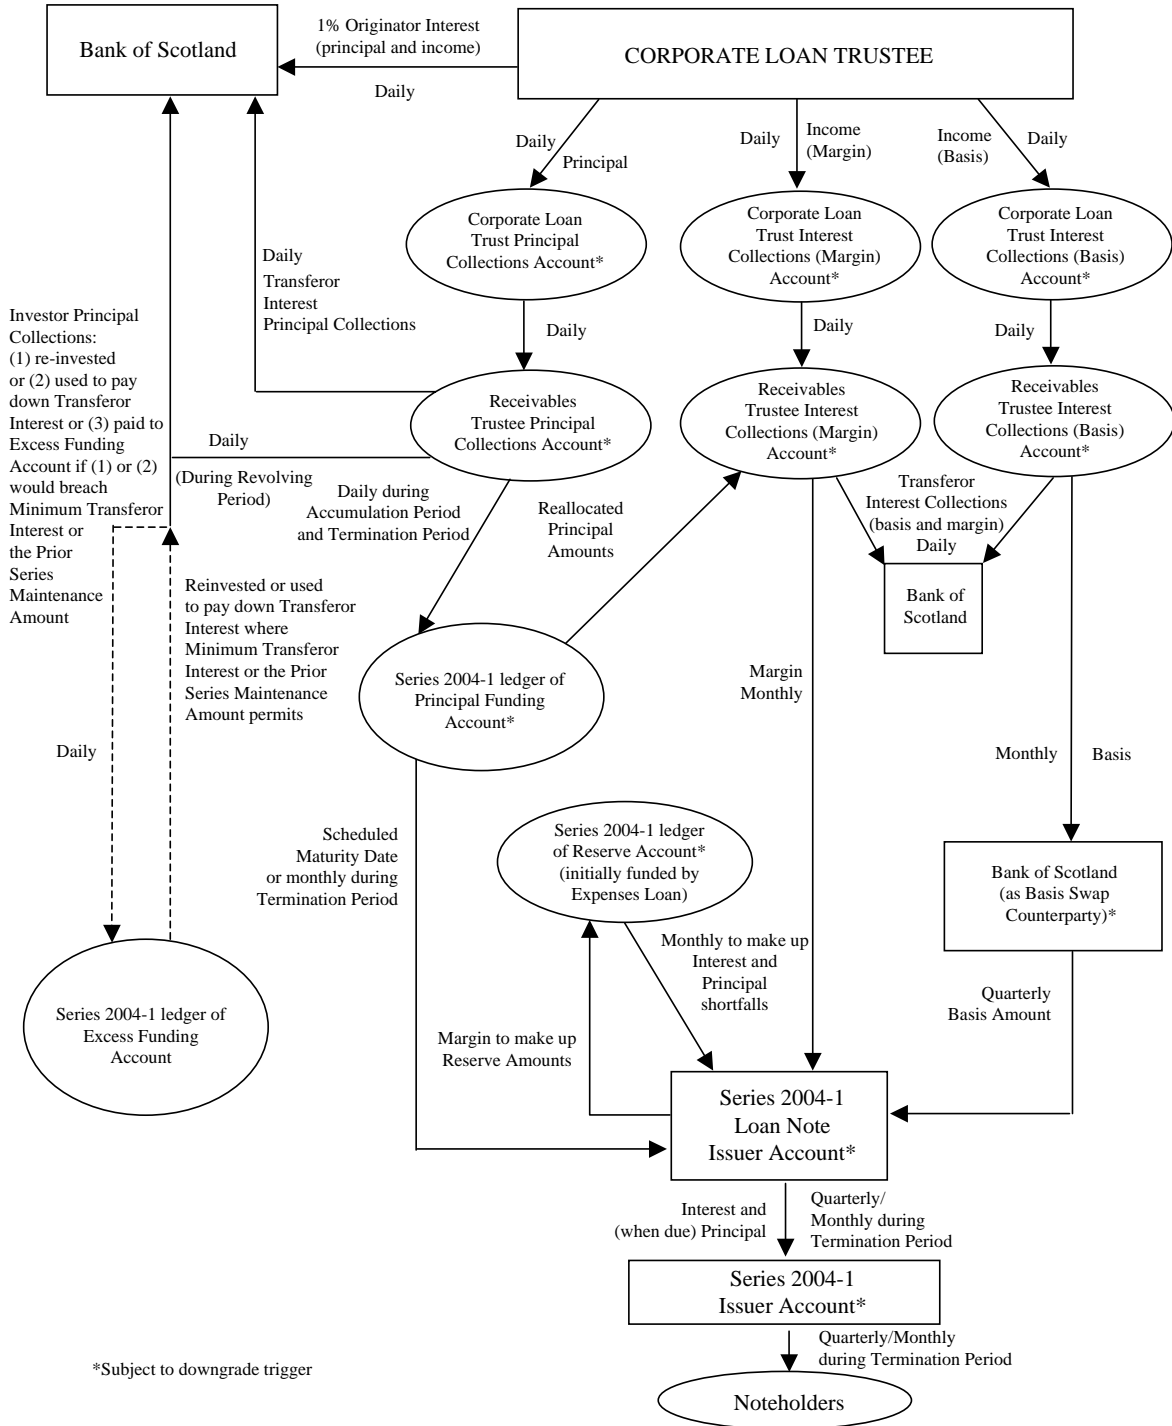 Bank of Scotland
1% Originator Interest
(principal and income)
Daily
CORPORATE LOAN TRUSTEE
Daily
Principal
Daily
Income
(Margin)
Income
(Basis)
Daily
Corporate Loan
Trust Principal
Collections Account*
Corporate Loan
Trust Interest
Collections (Margin)
Account*
Corporate Loan
Trust Interest
Collections (Basis)
Account*
Daily
Transferor
Interest
Principal Collections
Daily
Daily
Daily
Investor Principal
Collections:
(1) re-invested
or (2) used to pay
down Transferor
Interest or (3) paid to
Excess Funding
Account if (1) or (2)
would breach
Minimum Transferor
Interest or
the Prior
Series
Maintenance
Amount
Receivables
Trustee Principal
Collections Account*
Receivables
Trustee Interest
Collections (Margin)
Account*
Receivables
Trustee Interest
Collections (Basis)
Account*
Daily
(During Revolving
Period)
Daily during
Accumulation Period
and Termination Period
Reallocated
Principal
Amounts
Transferor
Interest Collections
(basis and margin)
Daily
Bank of
Scotland
Reinvested or used
to pay down Transferor
Interest where
Minimum Transferor
Interest or the Prior
Series Maintenance
Amount permits
Series 2004-1 ledger of
Principal Funding
Account*
Margin
Monthly
Daily
Monthly
Basis
Scheduled
Maturity Date
or monthly during
Termination Period
Series 2004-1 ledger
of Reserve Account*
(initially funded by
Expenses Loan)
Bank of Scotland
(as Basis Swap
Counterparty)*
Monthly to make up
Interest and
Principal
shortfalls
Quarterly
Basis Amount
Series 2004-1 ledger of
Excess Funding
Account
Margin to make up
Reserve Amounts
Series 2004-1
Loan Note
Issuer Account*
Interest and
(when due) Principal
Quarterly/
Monthly during
Termination Period
Series 2004-1
Issuer Account*
Quarterly/Monthly
during Termination Period
*Subject to downgrade trigger
Noteholders